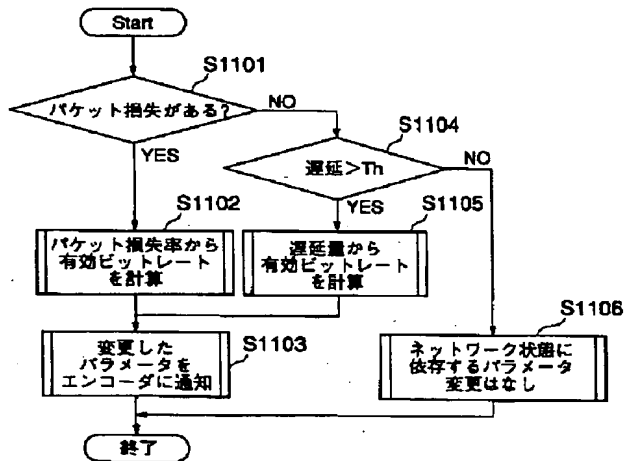 Start
S1101
パケット損失がある?
NO
YES
S1104
遅延>Th
NO
YES
S1102
パケット損失率から
有効ビットレート
を計算
S1105
遅延量から
有効ビットレート
を計算
S1103
変更した
パラメータを
エンコーダに通知
S1106
ネットワーク状態に
依存するパラメータ
変更はなし
終了